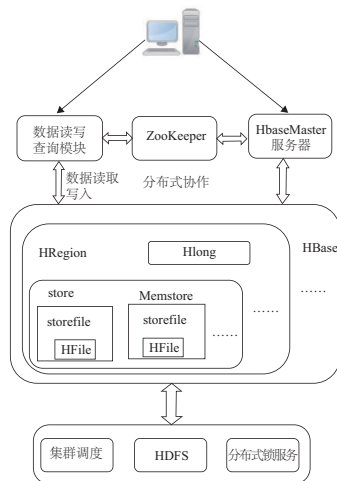 数据读写
查询模块
ZooKeeper
HbaseMaster
服务器
数据读取
写入
分布式协作
HRegion
Hlong
HBase
store
Memstore
storefile
storefile
HFile
HFile
……
……
……
集群调度
HDFS
分布式锁服务